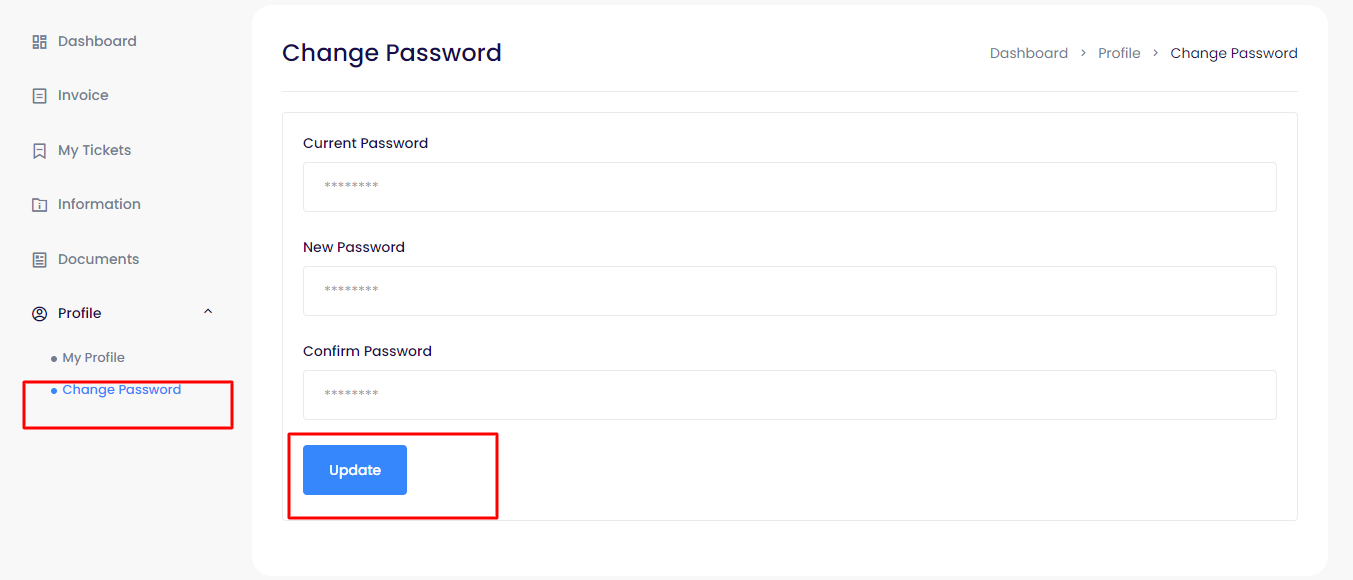 Dashboard
Invoice
My Tickets
Information
Documents
Profile
My Profile
Change Password
Change Password
Dashboard > Profile > Change Password
Current Password
********
New Password
********
Confirm Password
********
Update